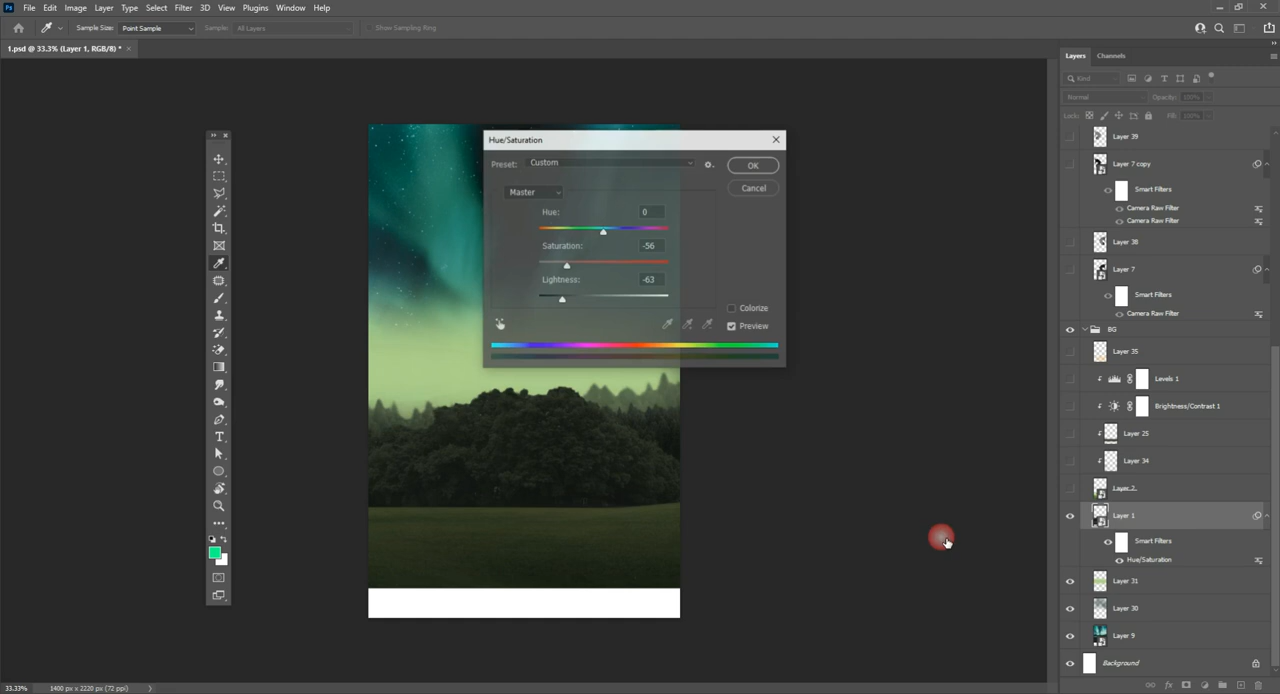 Ps File Edit Image Layer Type Select Filter 3D View Plugins Window Help
Sample Size: Point Sample Sample: All Layers Show Sampling Ring
1.psd @ 33.3% (Layer 1, RGB/8) *
Layers Channels
Kind
Normal Opacity: 100%
Lock: Fill: 100%
Layer 39
Layer 7 copy
Smart Filters
Camera Raw Filter
Camera Raw Filter
Layer 38
Layer 7
Smart Filters
Camera Raw Filter
BG
Layer 35
Levels 1
Brightness/Contrast 1
Layer 25
Layer 34
Layer 2
Layer 1
Smart Filters
Hue/Saturation
Layer 31
Layer 30
Layer 9
Background
Hue/Saturation
Preset: Custom
OK
Cancel
Master
Hue: 0
Saturation: -56
Lightness: -63
Colorize
Preview
33.33% 1400 px x 2220 px (72 ppi)